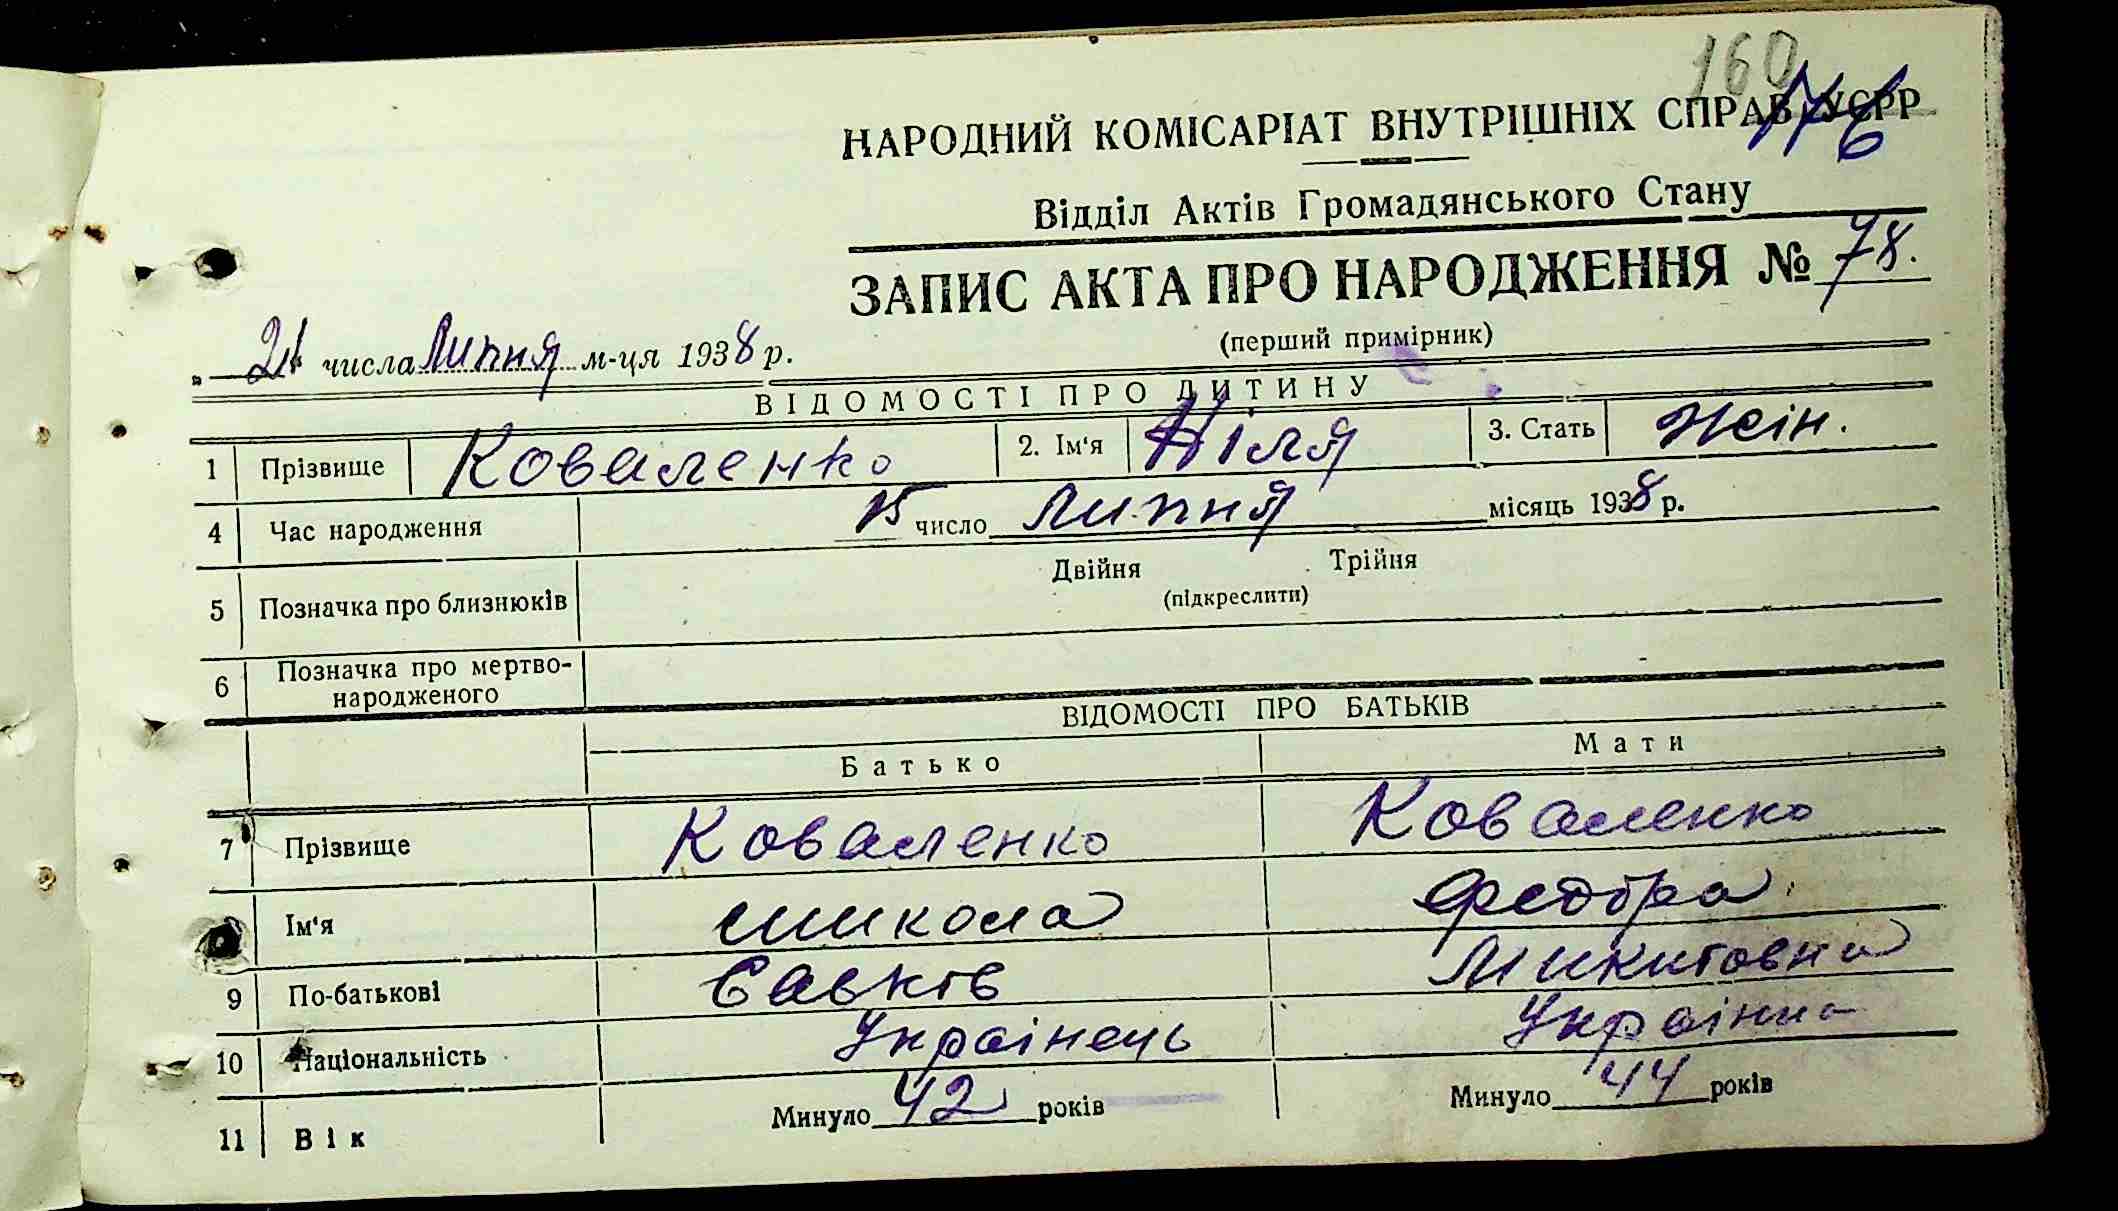 160
176
НАРОДНИЙ КОМІСАРІАТ ВНУТРІШНІХ СПРАВ УСРР
Відділ Актів Громадянського Стану
ЗАПИС АКТА ПРО НАРОДЖЕННЯ № 78.
(перший примірник)
21 числа Липня м-ця 1938 р.
ВІДОМОСТІ ПРО ДИТИНУ
1 Прізвище Коваленко 2. Ім'я Ніля 3. Стать жін.
4 Час народження 15 число Липня місяць 1938 р.
5 Позначка про близнюків Двійня Трійня
(підкреслити)
6 Позначка про мертво-
народженого
ВІДОМОСТІ ПРО БАТЬКІВ
Батько Мати
7 Прізвище Коваленко Коваленко
Ім'я Микола Федора
9 По-батькові Савків Микитовна
10 Національність Українець Українка
11 Вік Минуло 42 років Минуло 44 років